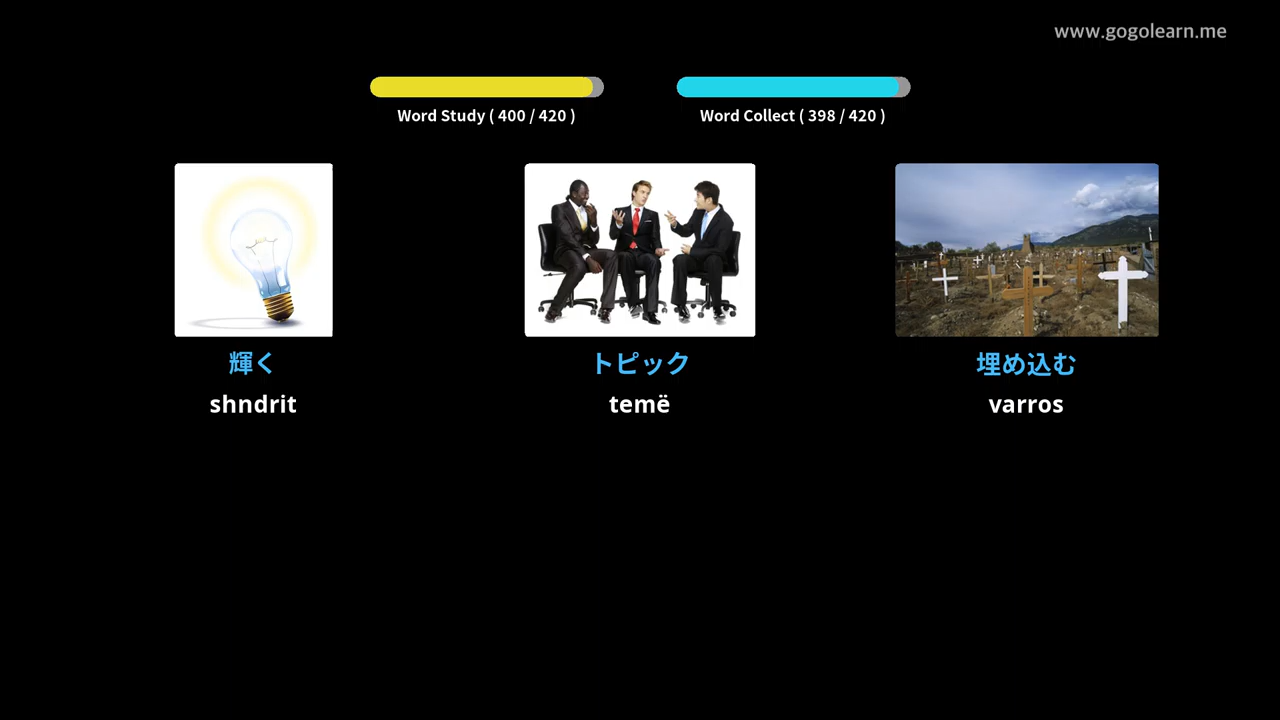 www.gogolearn.me
Word Study ( 400 / 420 )
Word Collect ( 398 / 420 )
輝く
トピック
埋め込む
shndrit
temë
varros